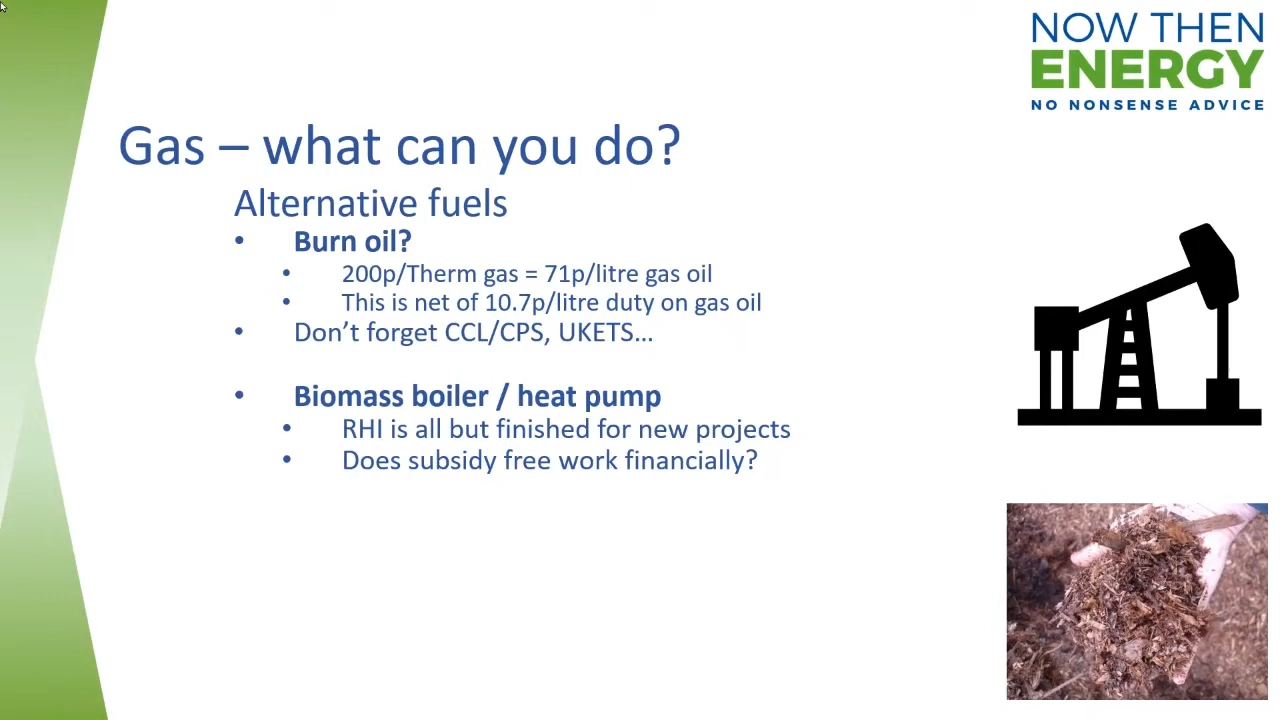 NOW THEN
ENERGY
NO NONSENSE ADVICE
Gas – what can you do?
Alternative fuels
• Burn oil?
• 200p/Therm gas = 71p/litre gas oil
• This is net of 10.7p/litre duty on gas oil
• Don’t forget CCL/CPS, UKETS…
• Biomass boiler / heat pump
• RHI is all but finished for new projects
• Does subsidy free work financially?